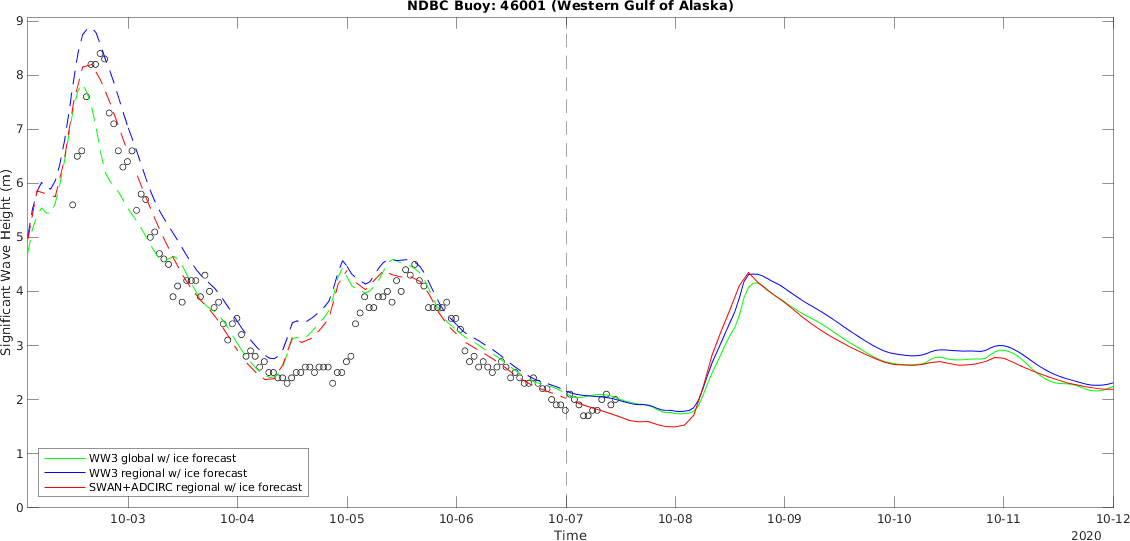 NDBC Buoy: 46001 (Western Gulf of Alaska)
9
8
7
6
5
4
3
2
1
0
Significant Wave Height (m)
WW3 global w/ ice forecast
WW3 regional w/ ice forecast
SWAN+ADCIRC regional w/ ice forecast
10-03 10-04 10-05 10-06 10-07 10-08 10-09 10-10 10-11 10-12
Time
2020